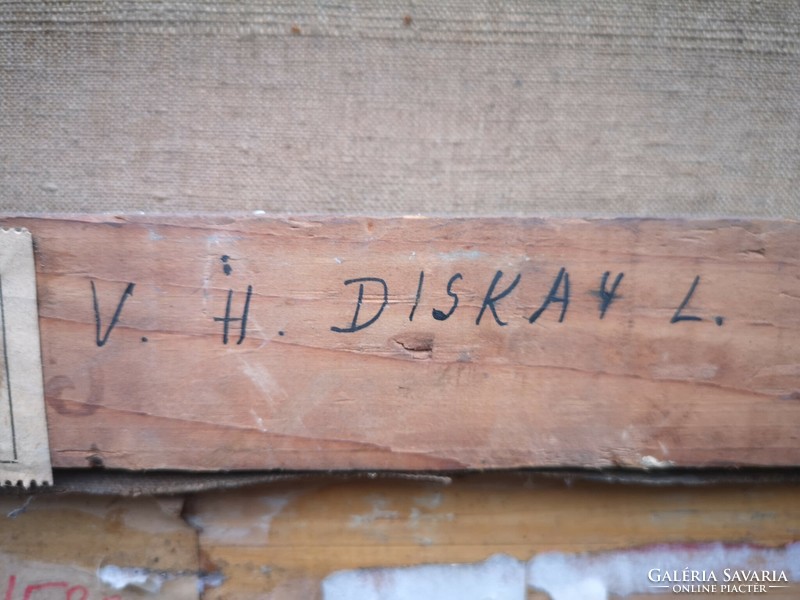 V. H. DISKAY L.
GALÉRIA SAVARIA
ONLINE PIACTÉR